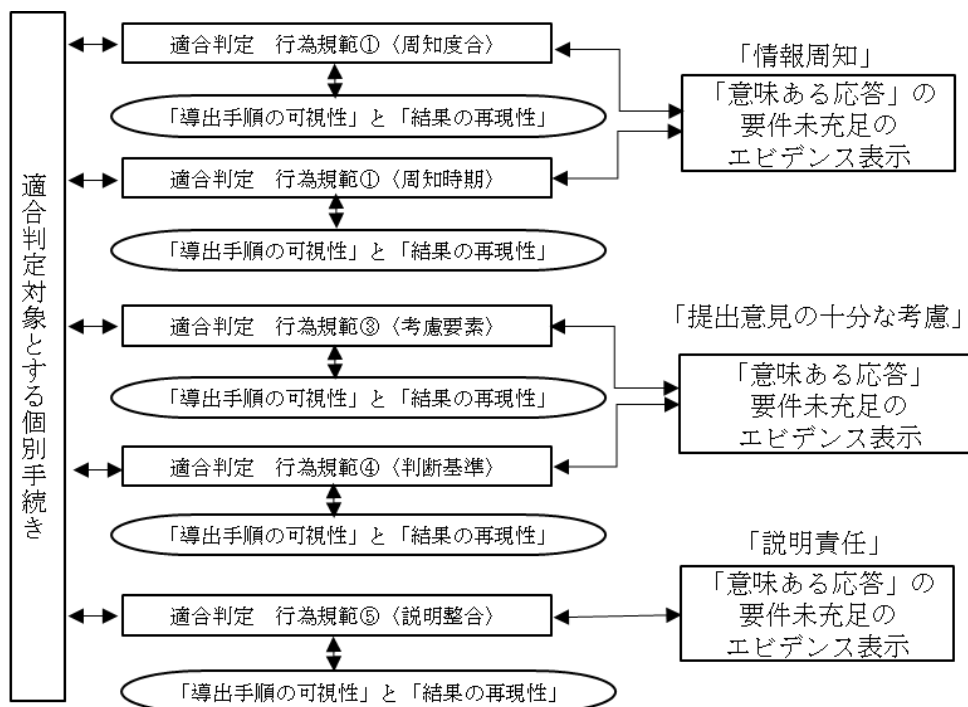 適合判定対象とする個別手続き
適合判定　行為規範①〈周知度合〉
「導出手順の可視性」と「結果の再現性」
適合判定　行為規範①〈周知時期〉
「導出手順の可視性」と「結果の再現性」
「情報周知」
「意味ある応答」の
要件未充足の
エビデンス表示
適合判定　行為規範③〈考慮要素〉
「導出手順の可視性」と「結果の再現性」
適合判定　行為規範④〈判断基準〉
「導出手順の可視性」と「結果の再現性」
「提出意見の十分な考慮」
「意味ある応答」
要件未充足の
エビデンス表示
適合判定　行為規範⑤〈説明整合〉
「導出手順の可視性」と「結果の再現性」
「説明責任」
「意味ある応答」の
要件未充足の
エビデンス表示